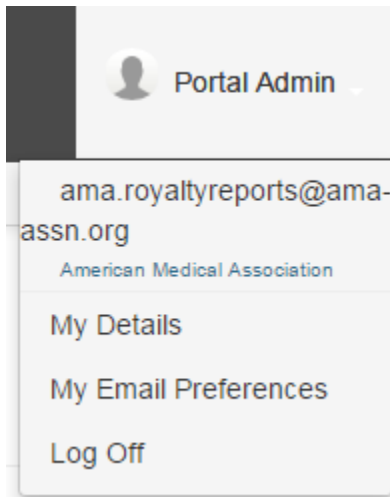 Portal Admin
ama.royaltyreports@ama-
assn.org
American Medical Association
My Details
My Email Preferences
Log Off